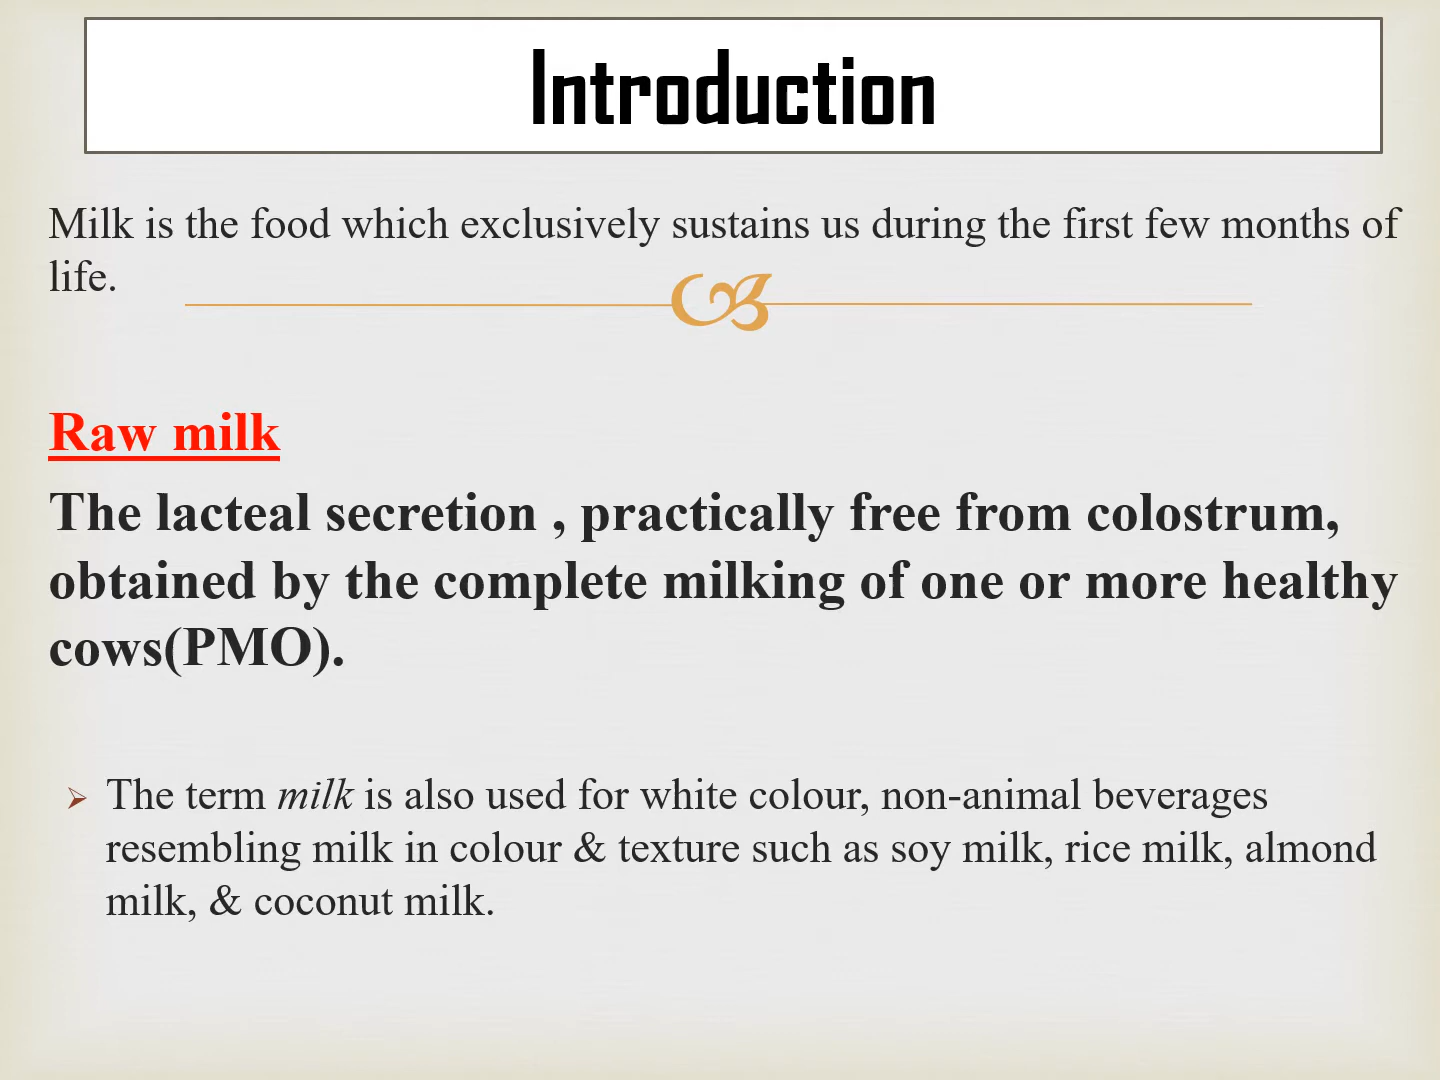 Introduction
Milk is the food which exclusively sustains us during the first few months of
life.
Raw milk
The lacteal secretion , practically free from colostrum,
obtained by the complete milking of one or more healthy
cows(PMO).
The term milk is also used for white colour, non-animal beverages
resembling milk in colour & texture such as soy milk, rice milk, almond
milk, & coconut milk.